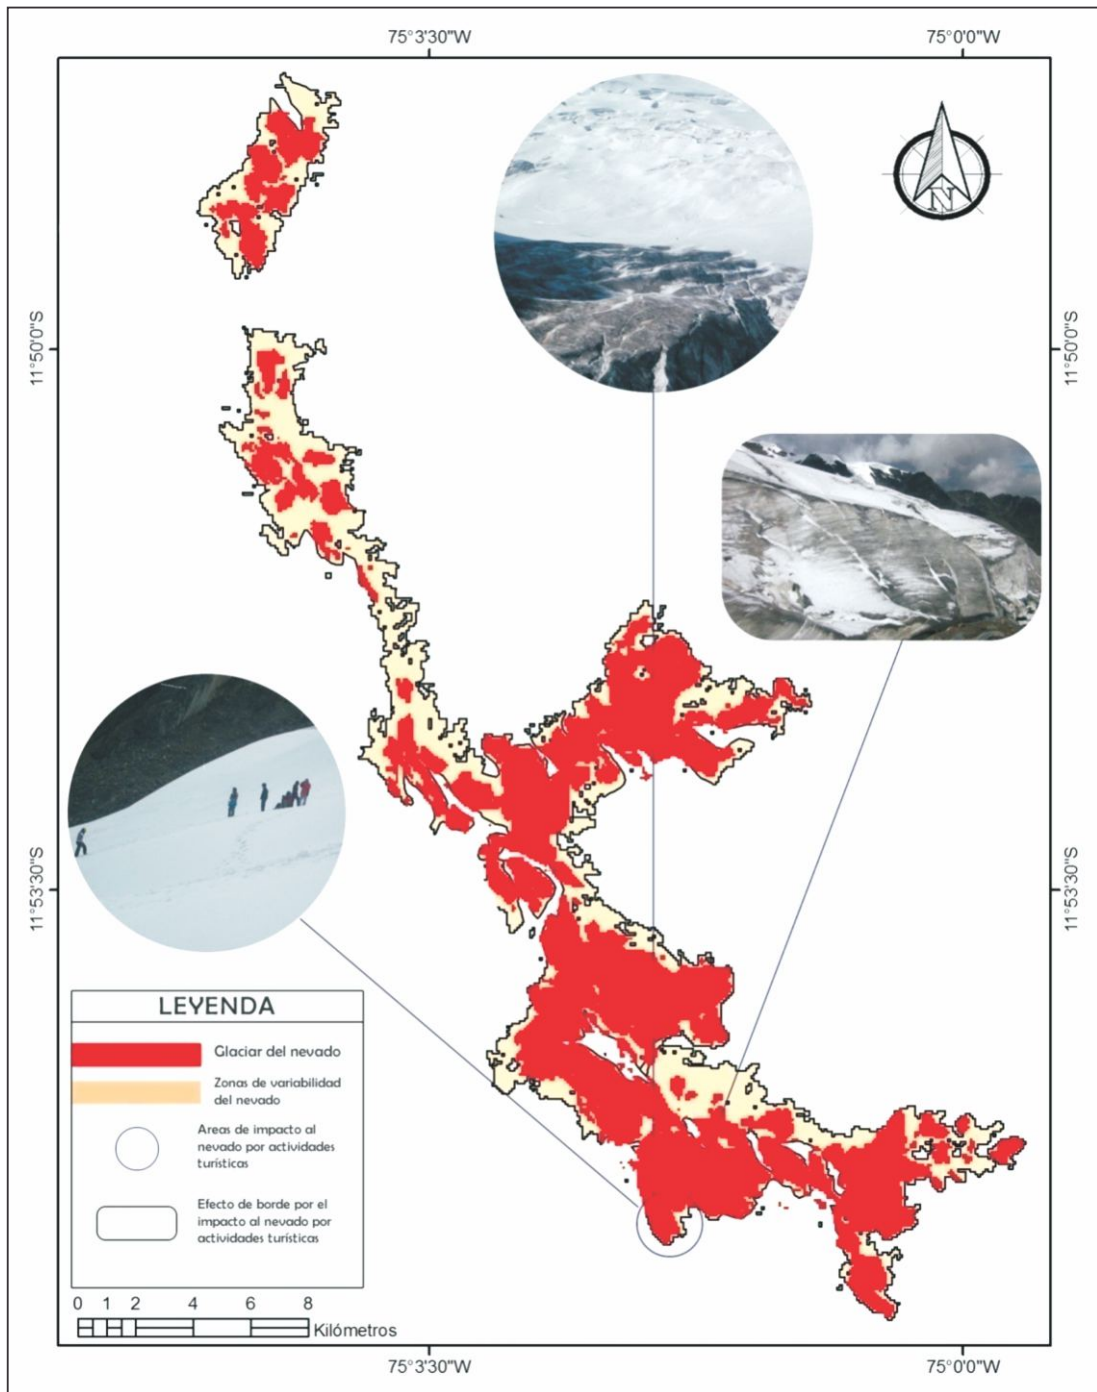 75°3'30"W
75°0'0"W
N
11°50'0"S
11°50'0"S
11°53'30"S
11°53'30"S
LEYENDA
Glaciar del nevado
Zonas de variabilidad
del nevado
Areas de impacto al
nevado por actividades
turísticas
Efecto de borde por el
impacto al nevado por
actividades turísticas
0 1 2 4 6 8
Kilómetros
75°3'30"W
75°0'0"W